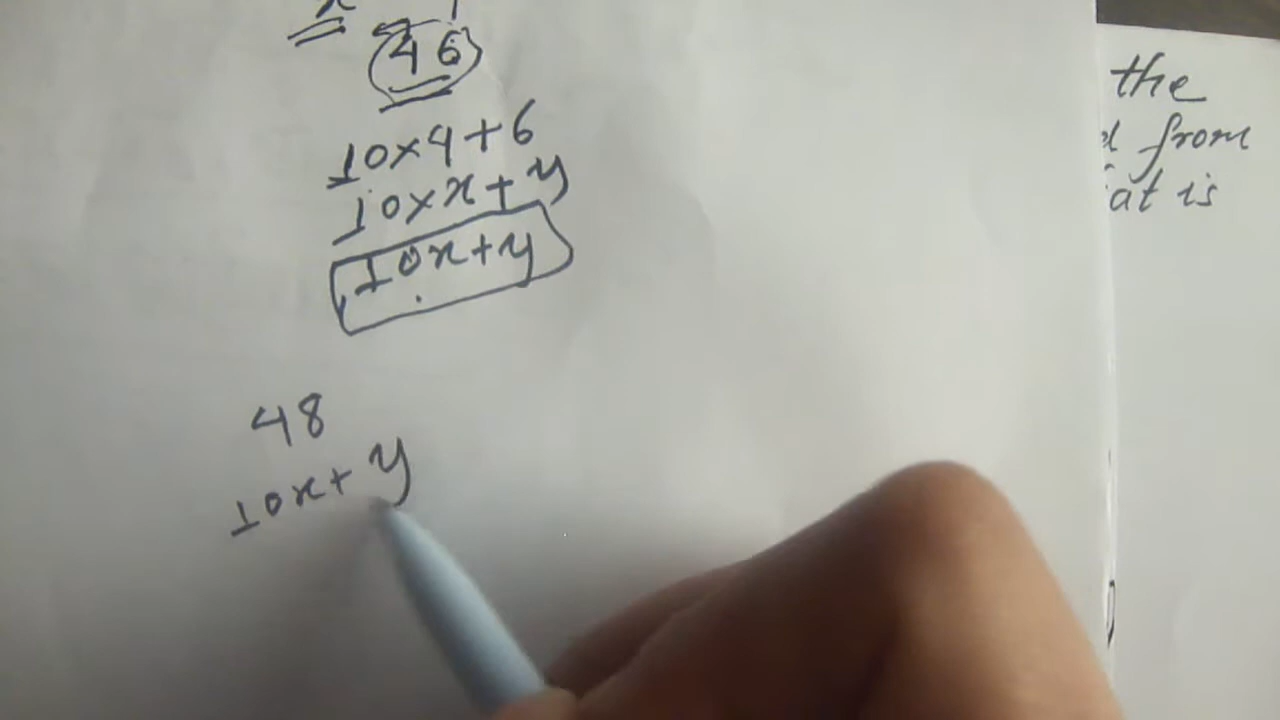 x
46
10×4+6
10×x+y
10x+y
48
10x+y
the
from
at is